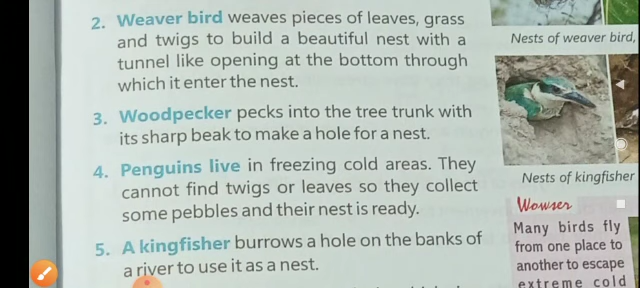 2. Weaver bird weaves pieces of leaves, grass
and twigs to build a beautiful nest with a
tunnel like opening at the bottom through
which it enter the nest.
3. Woodpecker pecks into the tree trunk with
its sharp beak to make a hole for a nest.
4. Penguins live in freezing cold areas. They
cannot find twigs or leaves so they collect
some pebbles and their nest is ready.
5. A kingfisher burrows a hole on the banks of
a river to use it as a nest.
Nests of weaver bird,
Nests of kingfisher
Wowser
Many birds fly
from one place to
another to escape
extreme cold